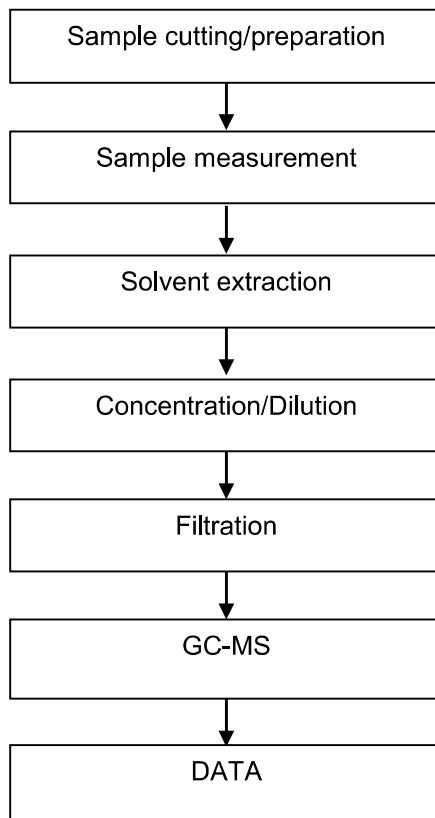 Sample cutting/preparation
Sample measurement
Solvent extraction
Concentration/Dilution
Filtration
GC-MS
DATA